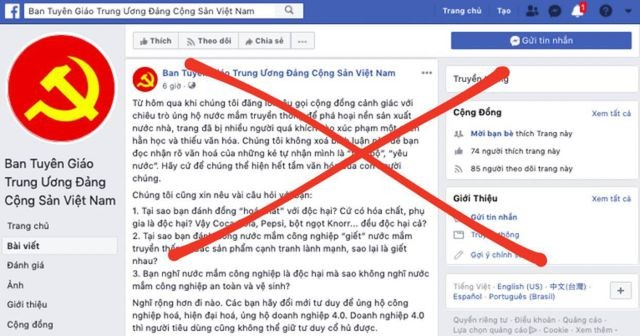 Ban Tuyên Giáo Trung Ương Đảng Cộng Sản Việt Nam
Trang chủ
Tạo
1
Thích
Theo dõi
Chia sẻ
Gửi tin nhắn
Ban Tuyên Giáo
Trung Ương Đảng
Cộng Sản Việt Nam
Trang chủ
Bài viết
Đánh giá
Ảnh
Giới thiệu
Cộng đồng
Ban Tuyên Giáo Trung Ương Đảng Cộng Sản Việt Nam
6 giờ
Từ hôm qua khi chúng tôi đăng lời kêu gọi cộng đồng cảnh giác với
chiêu trò ủng hộ nước mắm truyền thống để phá hoại nền sản xuất
nước nhà, trang đã bị nhiều người quá khích vào xúc phạm một
hằn học và thiếu văn hóa. Chúng tôi không xoá bình luận để bạn
đọc nhận rõ văn hoá của những kẻ tự nhận mình là "yêu
nước". Hãy cứ để chúng thể hiện hết tầm văn hóa con người
chúng.
Chúng tôi cũng xin nêu vài câu hỏi với bạn:
1. Tại sao bạn đánh đồng "hoá chất" với độc hại? Cứ có hóa chất, phụ
gia là độc hại? Vậy Coca Cola, Pepsi, bột ngọt Knorr... đều độc hại cả?
2. Tại sao bạn nước mắm công nghiệp "giết" nước mắm
truyền thống? các sản phẩm cạnh tranh lành mạnh, sao lại là giết
nhau?
3. Bạn nghĩ nước mắm công nghiệp là độc hại mà sao không nghĩ nước
mắm công nghiệp an toàn và vệ sinh?
Nghĩ rộng hơn đi nào. Các bạn hãy đổi mới tư duy để ủng hộ công
nghiệp hoá, hiện đại hoá, ủng hộ doanh nghiệp 4.0. Doanh nghiệp 4.0
thì người tiêu dùng cũng không thể giữ tư duy cổ hủ được.
Truyền thông
Cộng Đồng
Xem tất cả
Mời bạn bè thích Trang này
74 người thích trang này
85 người theo dõi trang này
Giới Thiệu
Xem tất cả
Gửi tin nhắn
Truyền thông
Gợi ý chỉnh
Tiếng Việt · English (US) · 中文(台灣) ·
Español · Português (Brasil)
Quyền riêng tư · Điều khoản · Quảng cáo ·
Lựa chọn quảng cáo · Cookie · Xem thêm